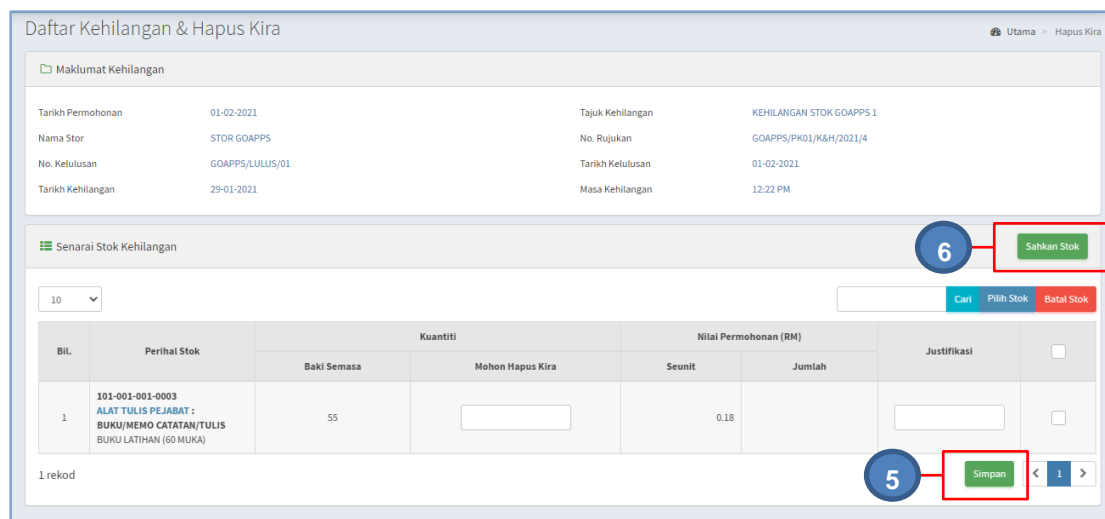 Daftar Kehilangan & Hapus Kira
Utama > Hapus Kira
Maklumat Kehilangan
Tarikh Permohonan 01-02-2021 Tajuk Kehilangan KEHILANGAN STOK GOAPPS 1
Nama Stor STOR GOAPPS No. Rujukan GOAPPS/PK01/K&H/2021/4
No. Kelulusan GOAPPS/LULUS/01 Tarikh Kelulusan 01-02-2021
Tarikh Kehilangan 29-01-2021 Masa Kehilangan 12:22 PM
Senarai Stok Kehilangan 6 Sahkan Stok
10 Cari Pilih Stok Batal Stok
Bil. Perihal Stok Kuantiti Nilai Permohonan (RM) Justifikasi
Baki Semasa Mohon Hapus Kira Seunit Jumlah
1 101-001-001-0003 55 0.18
ALAT TULIS PEJABAT :
BUKU/MEMO CATATAN/TULIS
BUKU LATIHAN (60 MUKA)
1 rekod 5 Simpan < 1 >